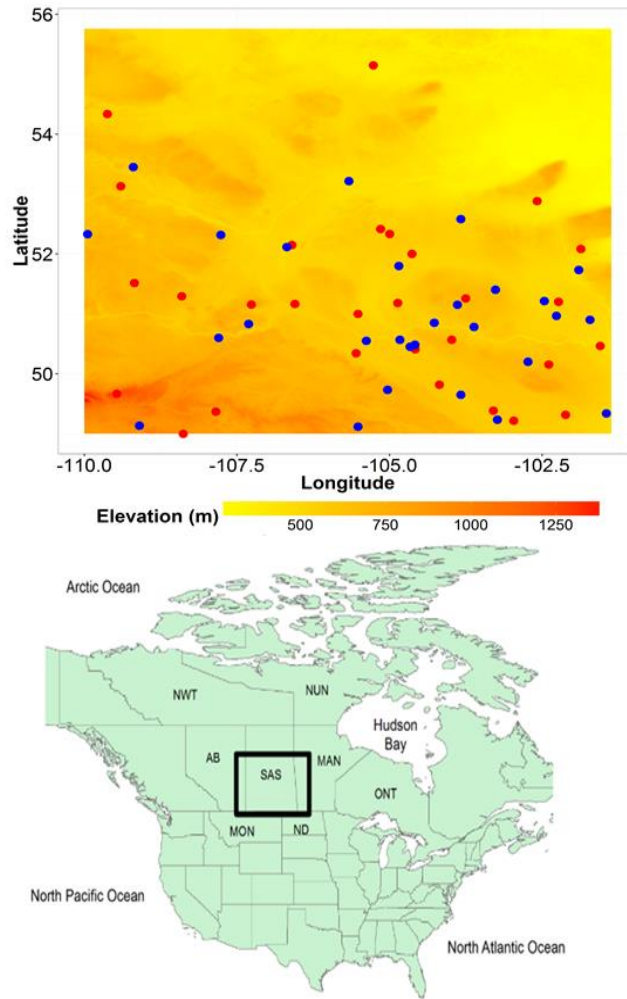 56
54
52
50
Latitude
-110.0 -107.5 -105.0 -102.5
Longitude
Elevation (m)
500 750 1000 1250
Arctic Ocean
NWT
NUN
Hudson
Bay
AB
SAS
MAN
ONT
MON
ND
North Pacific Ocean
North Atlantic Ocean